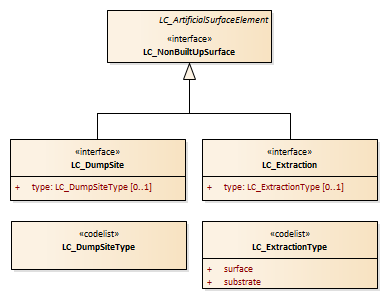 LC_ArtificialSurfaceElement
«interface»
LC_NonBuiltUpSurface
«interface»
LC_DumpSite
+ type: LC_DumpSiteType [0..1]
«interface»
LC_Extraction
+ type: LC_ExtractionType [0..1]
«codelist»
LC_DumpSiteType
«codelist»
LC_ExtractionType
+ surface
+ substrate